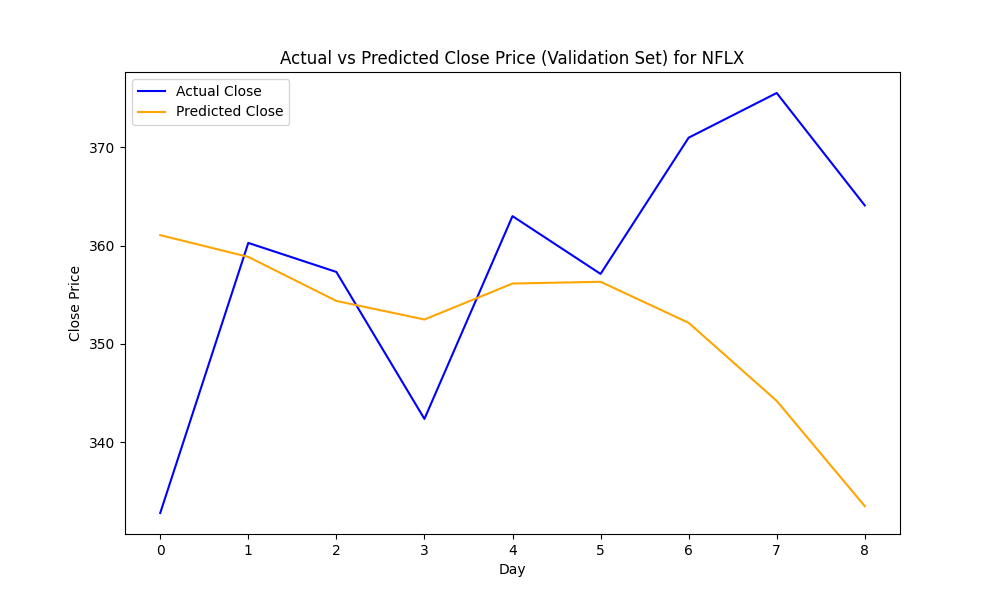 Actual vs Predicted Close Price (Validation Set) for NFLX
Actual Close
Predicted Close
Close Price
370
360
350
340
0 1 2 3 4 5 6 7 8
Day